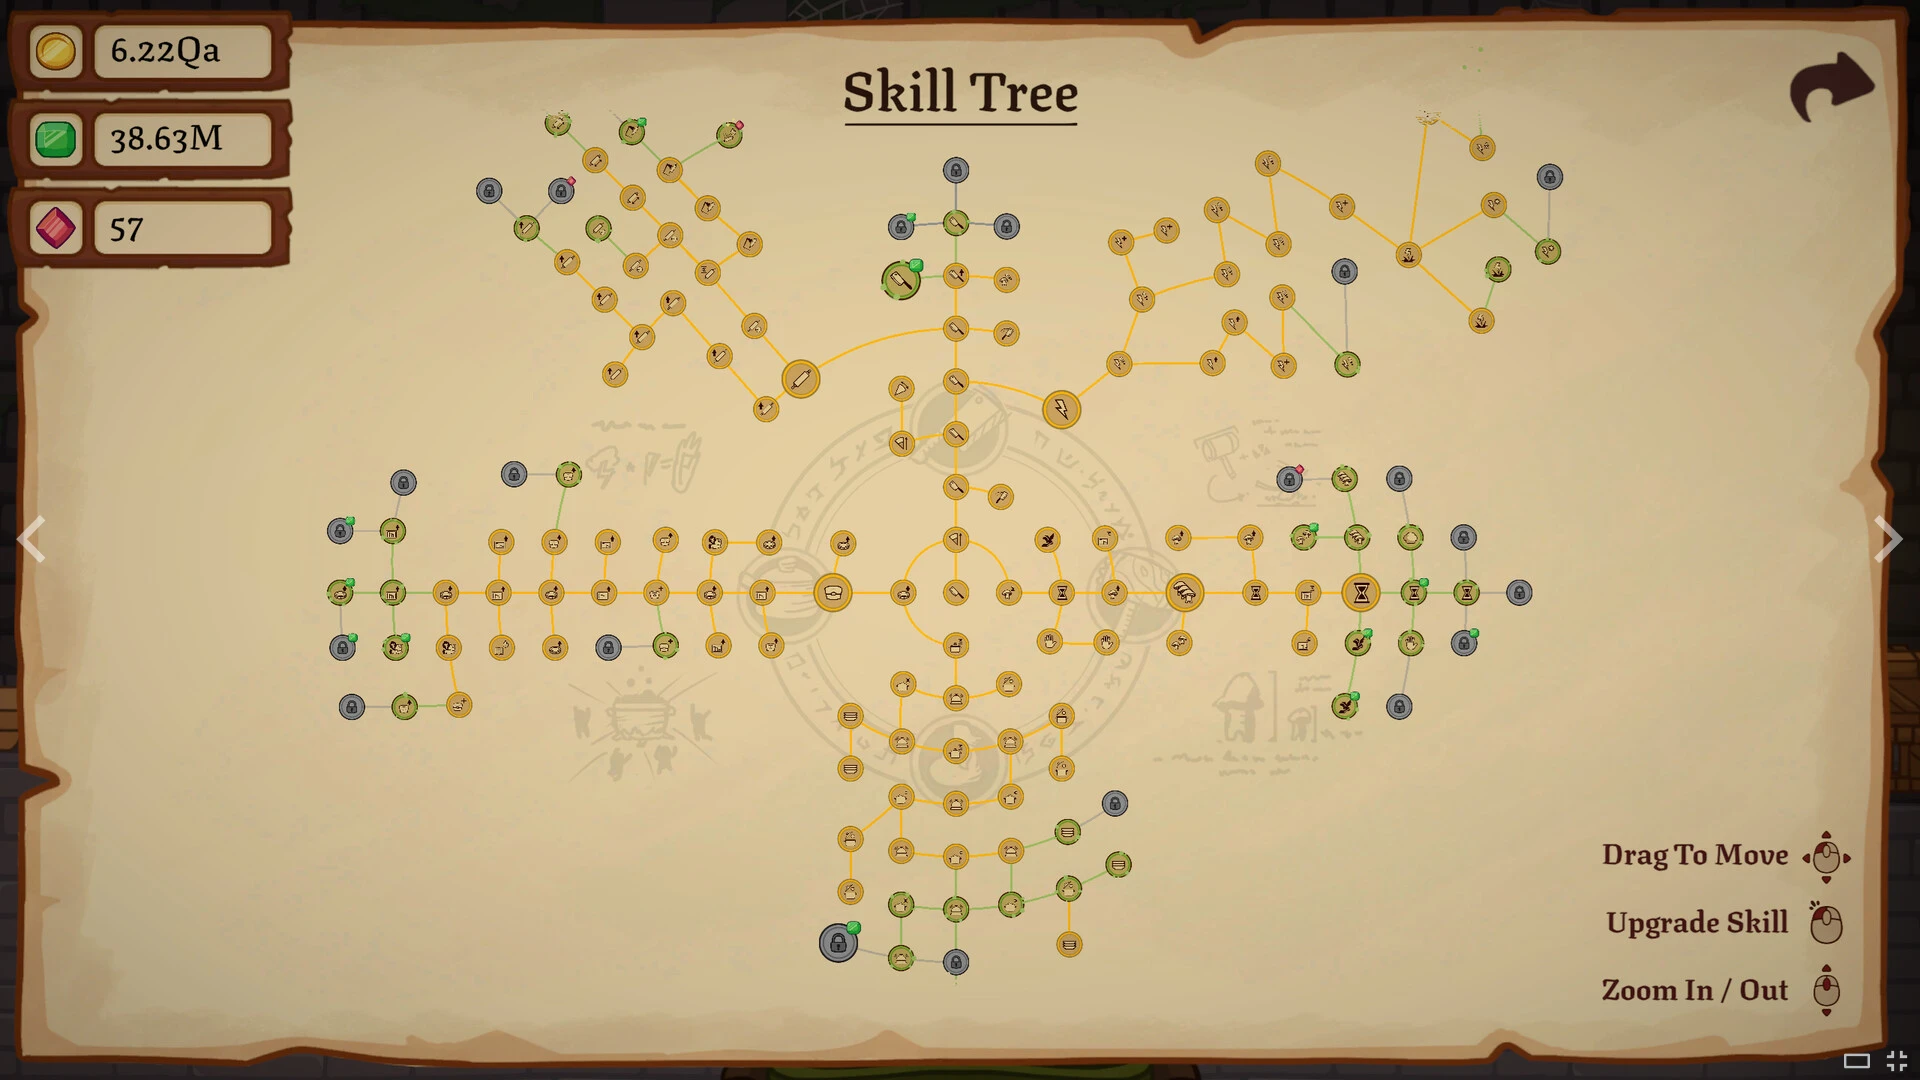 6.22Qa
38.63M
57
Skill Tree
Drag To Move
Upgrade Skill
Zoom In / Out